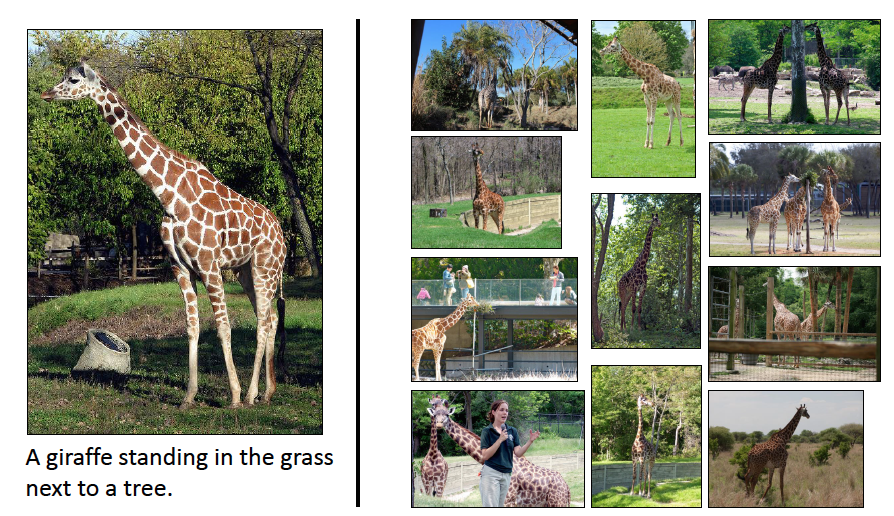 A giraffe standing in the grass
next to a tree.